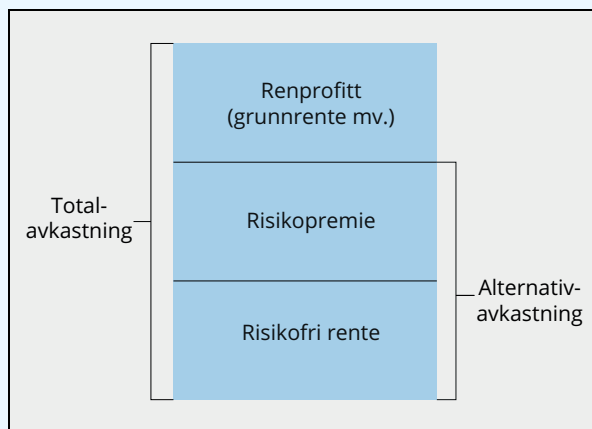 Renprofitt
(grunnrente mv.)
Total-
avkastning
Risikopremie
Alternativ-
avkastning
Risikofri rente